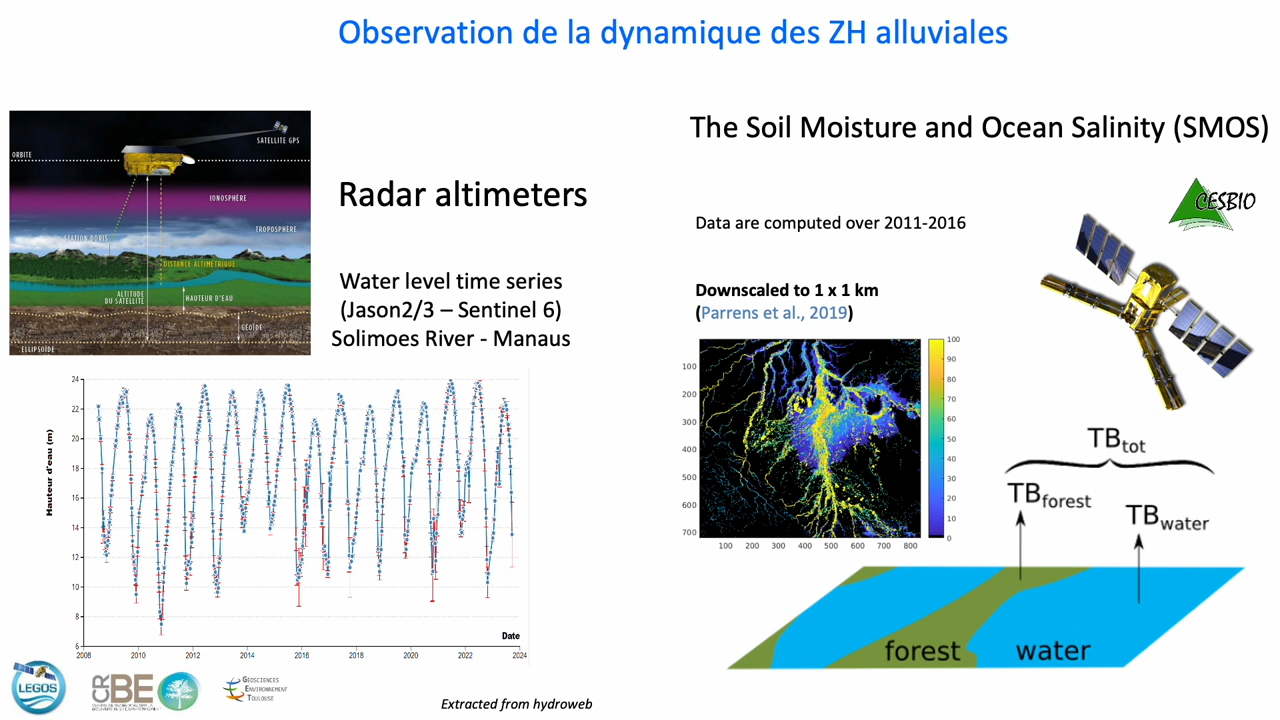 Observation de la dynamique des ZH alluviales
SATELLITE GPS
ORBITE
IONOSPHÈRE
TROPOSPHÈRE
STATION DORIS
DISTANCE ALTIMÉTRIQUE
ALTITUDE
DU SATELLITE
HAUTEUR D'EAU
GÉOÏDE
ELLIPSOÏDE
Radar altimeters
Water level time series
(Jason2/3 – Sentinel 6)
Solimoes River - Manaus
Hauteur d'eau (m)
24
22
20
18
16
14
12
10
8
6
2008 2010 2012 2014 2016 2018 2020 2022 2024
Date
LEGOS
CRBE
GÉOSCIENCES
ENVIRONNEMENT
TOULOUSE
Extracted from hydroweb
The Soil Moisture and Ocean Salinity (SMOS)
CESBIO
Data are computed over 2011-2016
Downscaled to 1 x 1 km
(Parrens et al., 2019)
100
200
300
400
500
600
700
100 200 300 400 500 600 700 800
100
90
80
70
60
50
40
30
20
10
0
TBtot
TBforest
TBwater
forest
water